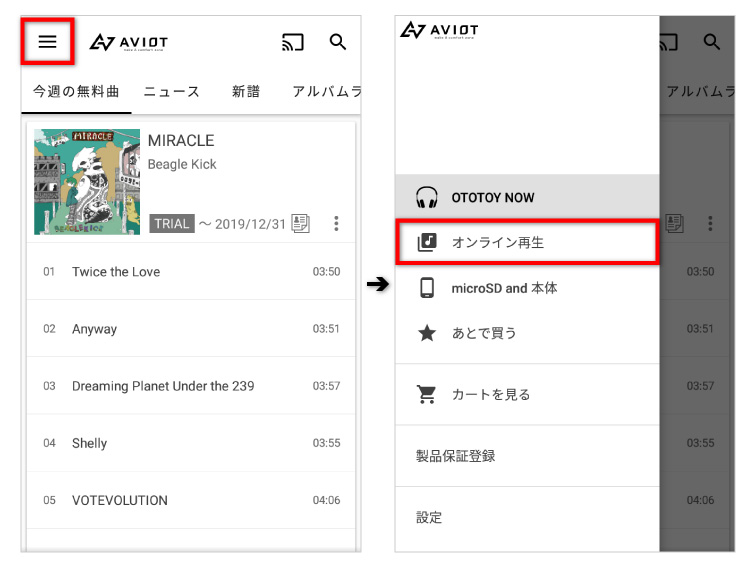 AVIOT
今週の無料曲 ニュース 新譜 アルバムラ
MIRACLE
MIRACLE
Beagle Kick
BEAGLE KICK
TRIAL ～ 2019/12/31
01 Twice the Love 03:50
02 Anyway 03:51
03 Dreaming Planet Under the 239 03:57
04 Shelly 03:55
05 VOTEVOLUTION 04:06
AVIOT
アルバムラ
OTOTOY NOW
オンライン再生
microSD and 本体
03:50
あとで買う
03:51
カートを見る
03:57
製品保証登録
03:55
設定
04:06